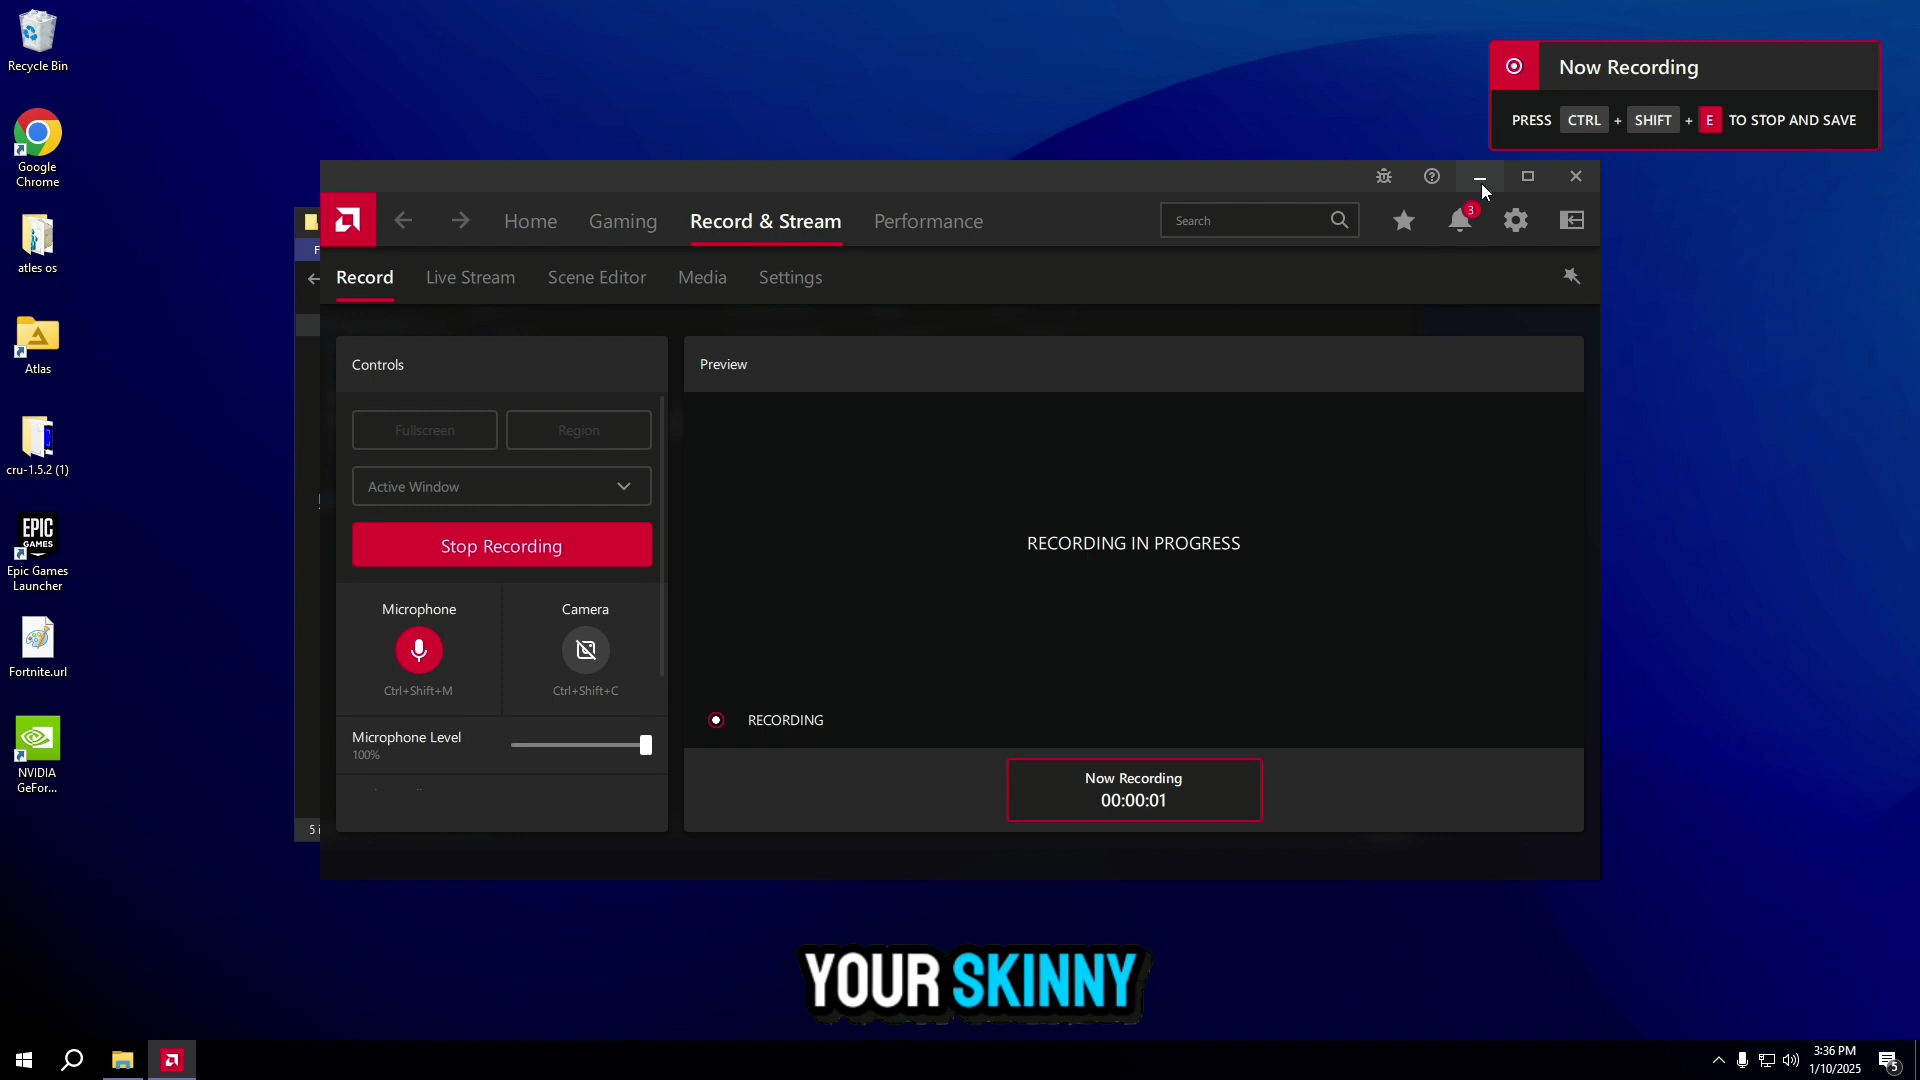 Recycle Bin
Google
Chrome
atles os
Atlas
cru-1.5.2 (1)
EPIC
GAMES
Epic Games
Launcher
Fortnite.url
NVIDIA
GeFor...
Now Recording
PRESS CTRL + SHIFT + E TO STOP AND SAVE
Home
Gaming
Record & Stream
Performance
Search
3
Record
Live Stream
Scene Editor
Media
Settings
Controls
Fullscreen
Region
Active Window
Stop Recording
Microphone
Camera
Ctrl+Shift+M
Ctrl+Shift+C
Microphone Level
100%
Preview
RECORDING IN PROGRESS
RECORDING
Now Recording
00:00:01
YOUR SKINNY
3:36 PM
1/10/2025
5